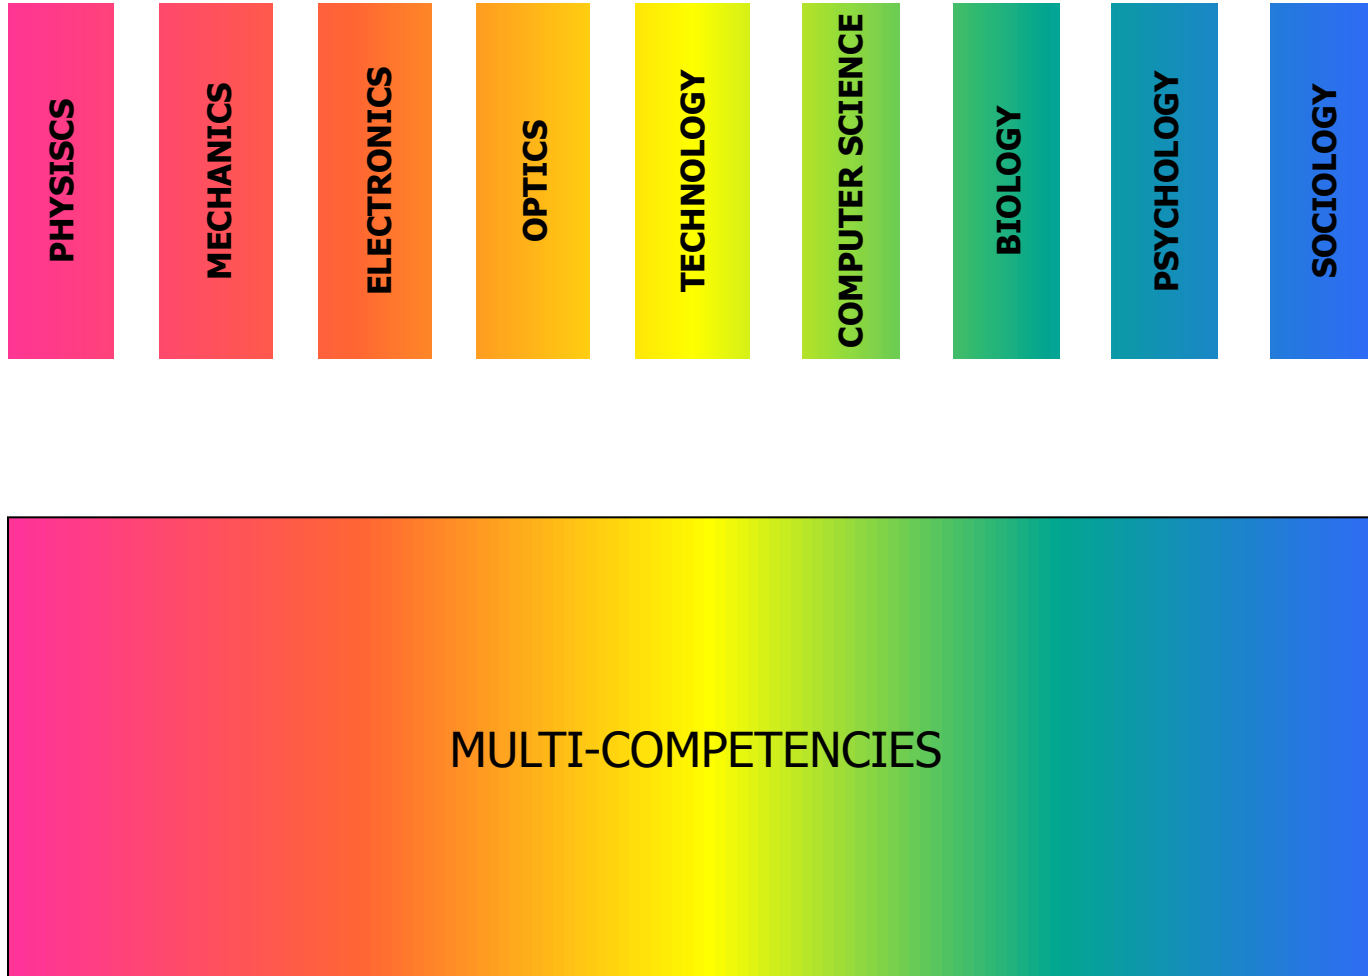 PHYSISCS
MECHANICS
ELECTRONICS
OPTICS
TECHNOLOGY
COMPUTER SCIENCE
BIOLOGY
PSYCHOLOGY
SOCIOLOGY
MULTI-COMPETENCIES